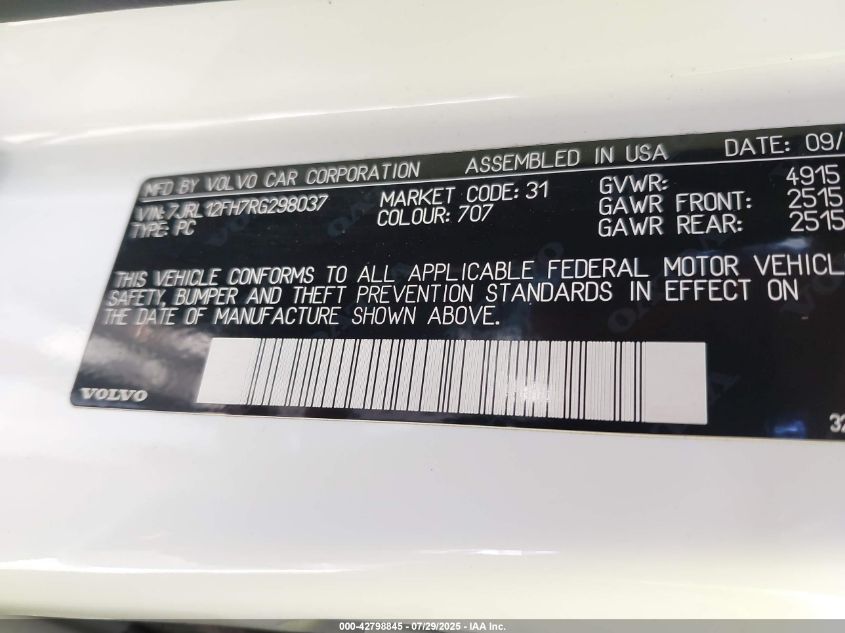 MFD BY VOLVO CAR CORPORATION ASSEMBLED IN USA DATE: 09/
VIN: 7JRL12FH7RG298037 MARKET CODE: 31 GVWR: 4915
TYPE: PC COLOUR: 707 GAWR FRONT: 2515
GAWR REAR: 2515
THIS VEHICLE CONFORMS TO ALL APPLICABLE FEDERAL MOTOR VEHICL
SAFETY, BUMPER AND THEFT PREVENTION STANDARDS IN EFFECT ON
THE DATE OF MANUFACTURE SHOWN ABOVE.
VOLVO
32
000-42798845 - 07/29/2025 - IAA Inc.